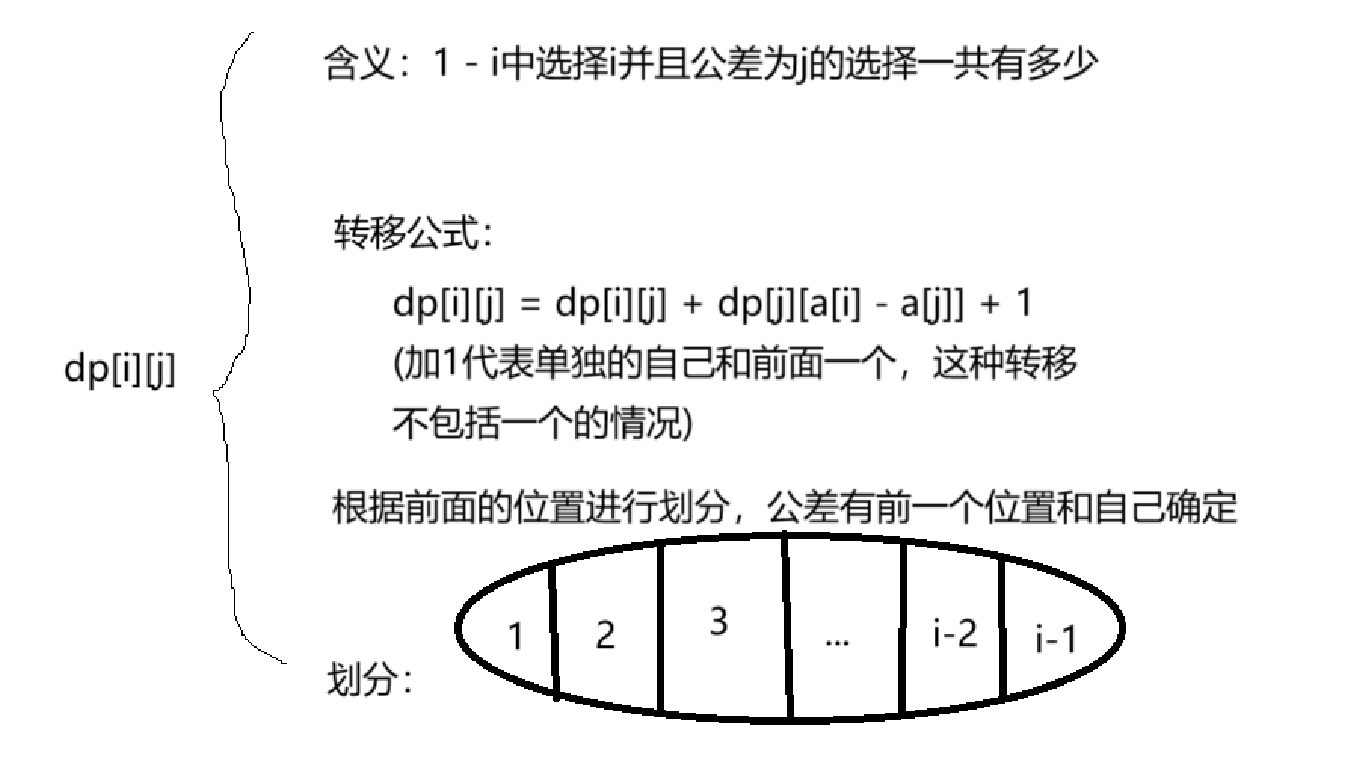 含义：1 - i中选择i并且公差为j的选择一共有多少
转移公式：
dp[i][j] = dp[i][j] + dp[j][a[i] - a[j]] + 1
(加1代表单独的自己和前面一个，这种转移
不包括一个的情况)
dp[i][j]
根据前面的位置进行划分，公差有前一个位置和自己确定
1 2 3 ... i-2 i-1
划分：